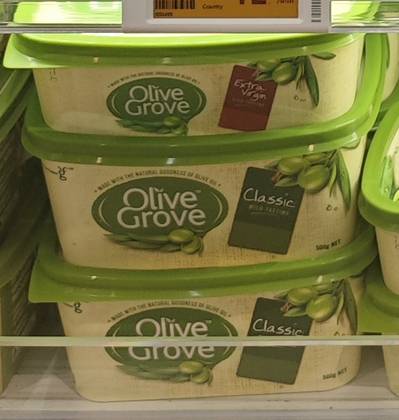 Country
MADE WITH THE NATURAL GOODNESS OF OLIVE OIL
Olive
Grove
Extra
Virgin
MADE WITH THE NATURAL GOODNESS OF OLIVE OIL
Olive™
Grove
Classic
MILD-TASTING
500g NET
MADE WITH THE NATURAL GOODNESS OF OLIVE OIL
Olive™
Grove
Classic
500g NET